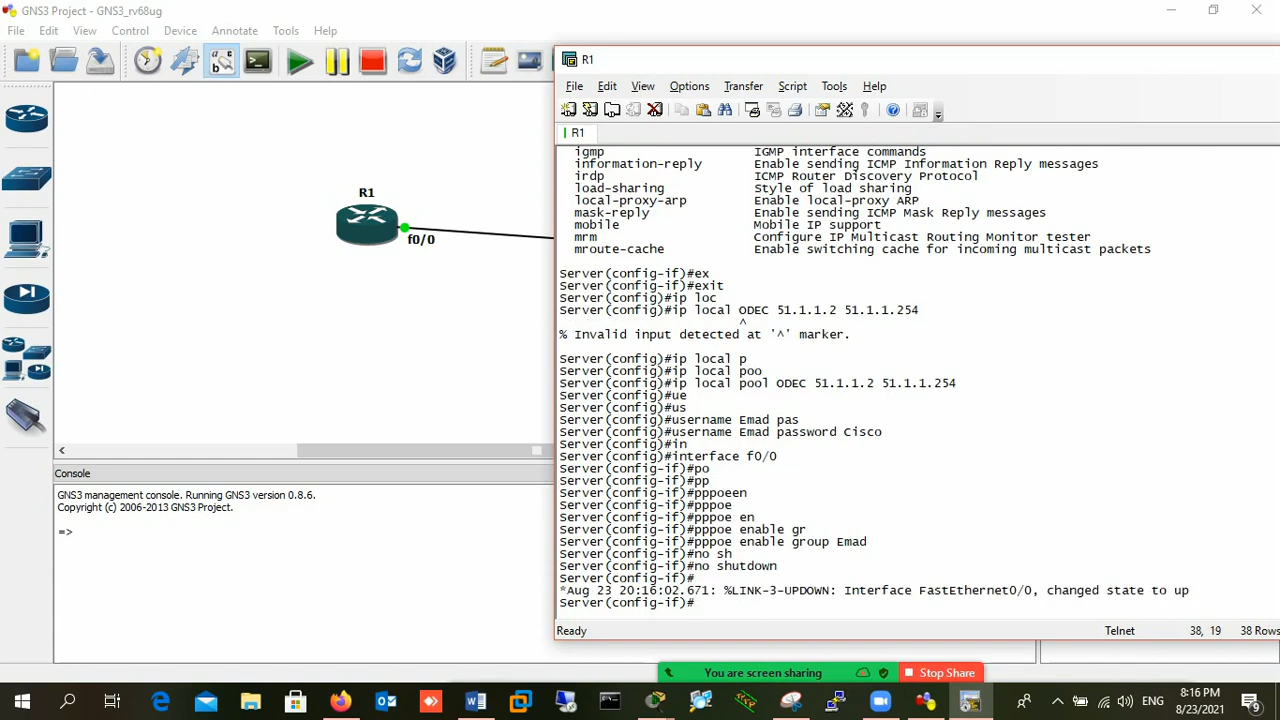 GNS3 Project - GNS3_rv68ug
File Edit View Control Device Annotate Tools Help
R1
f0/0
Console
GNS3 management console. Running GNS3 version 0.8.6.
Copyright (c) 2006-2013 GNS3 Project.
=>
R1
File Edit View Options Transfer Script Tools Help
R1
igmp IGMP interface commands
information-reply Enable sending ICMP Information Reply messages
irdp ICMP Router Discovery Protocol
load-sharing Style of load sharing
local-proxy-arp Enable local-proxy ARP
mask-reply Enable sending ICMP Mask Reply messages
mobile Mobile IP support
mrm Configure IP Multicast Routing Monitor tester
mroute-cache Enable switching cache for incoming multicast packets
Server(config-if)#ex
Server(config-if)#exit
Server(config)#ip loc
Server(config)#ip local ODEC 51.1.1.2 51.1.1.254
^
% Invalid input detected at '^' marker.
Server(config)#ip local p
Server(config)#ip local poo
Server(config)#ip local pool ODEC 51.1.1.2 51.1.1.254
Server(config)#ue
Server(config)#us
Server(config)#username Emad pas
Server(config)#username Emad password Cisco
Server(config)#in
Server(config)#interface f0/0
Server(config-if)#po
Server(config-if)#pp
Server(config-if)#pppoeen
Server(config-if)#pppoe
Server(config-if)#pppoe en
Server(config-if)#pppoe enable gr
Server(config-if)#pppoe enable group Emad
Server(config-if)#no sh
Server(config-if)#no shutdown
Server(config-if)#
*Aug 23 20:16:02.671: %LINK-3-UPDOWN: Interface FastEthernet0/0, changed state to up
Server(config-if)#
Ready Telnet 38, 19 38 Rows
You are screen sharing Stop Share
ENG 8:16 PM
8/23/2021
9